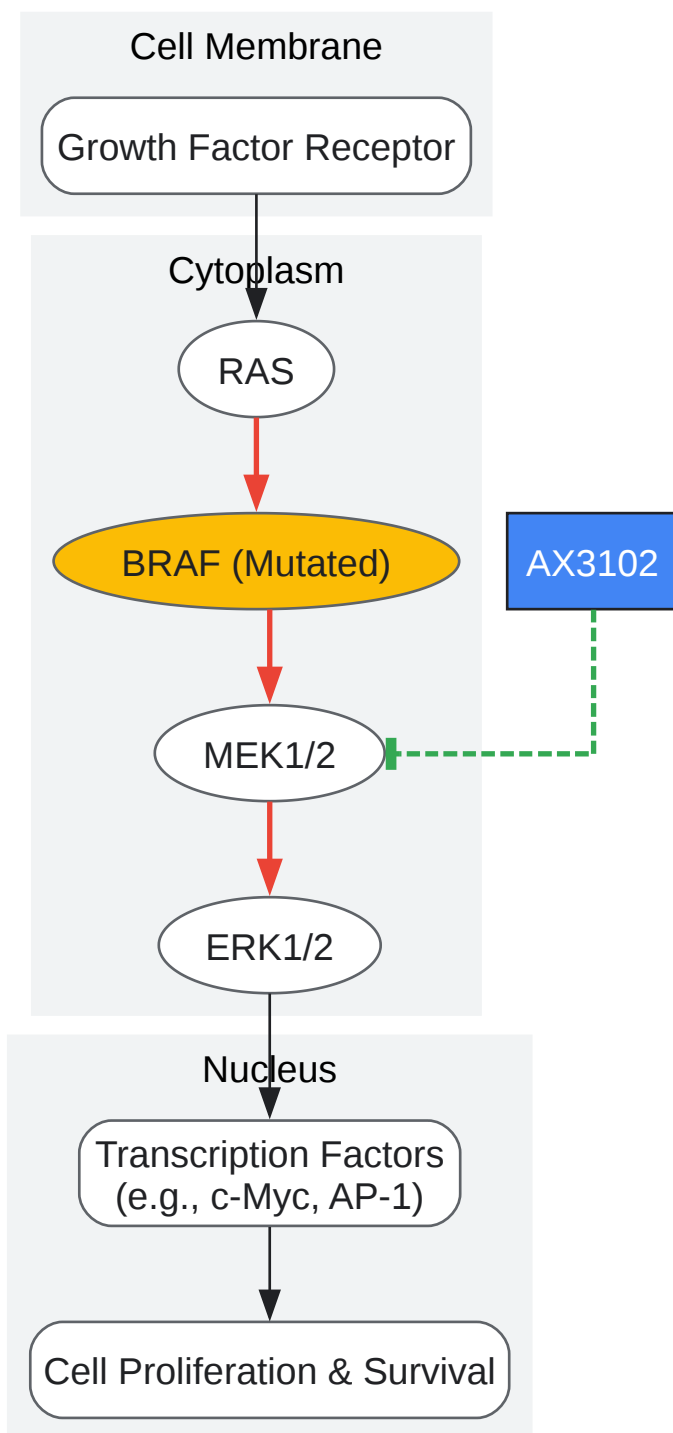 Cell Membrane
Growth Factor Receptor
Cytoplasm
RAS
BRAF (Mutated)
AX3102
MEK1/2
ERK1/2
Nucleus
Transcription Factors
(e.g., c-Myc, AP-1)
Cell Proliferation & Survival